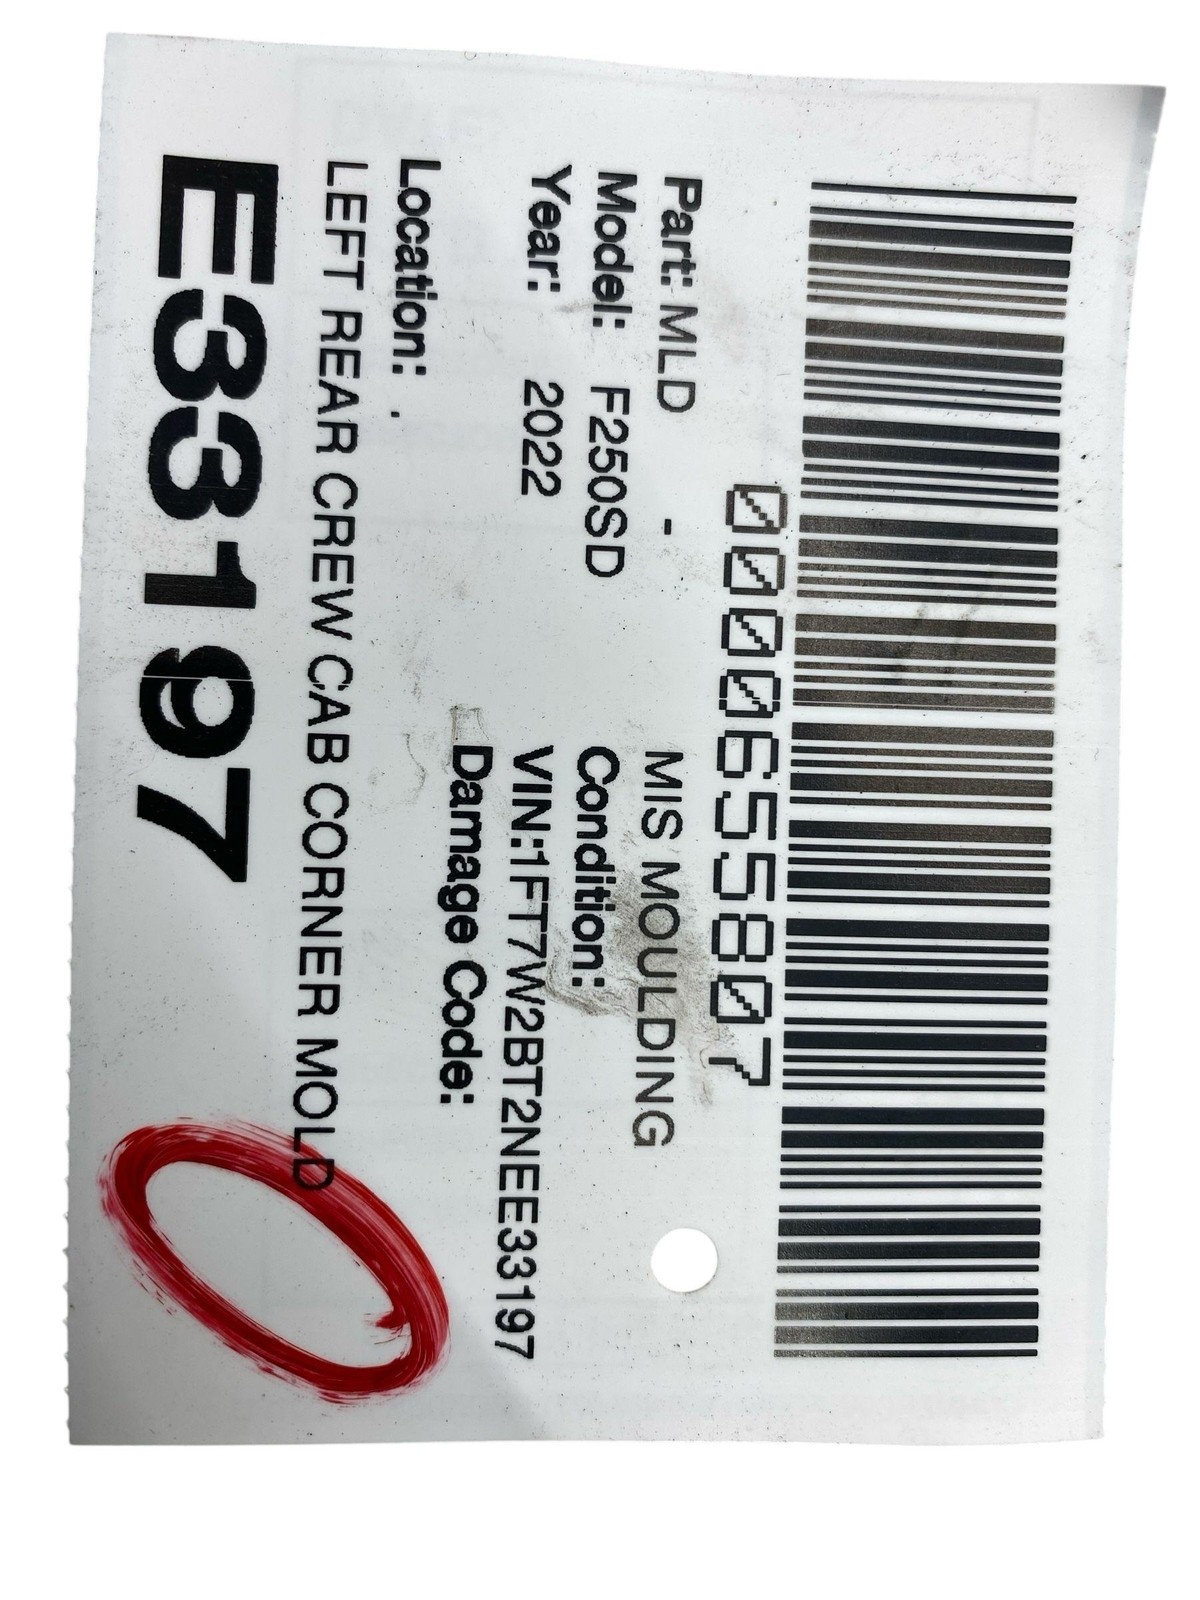 0000655807
Part: MLD - MIS MOULDING
Model: F250SD Condition:
Year: 2022 VIN:1FT7W2BT2NEE33197
Damage Code:
Location: .
LEFT REAR CREW CAB CORNER MOLD
E33197